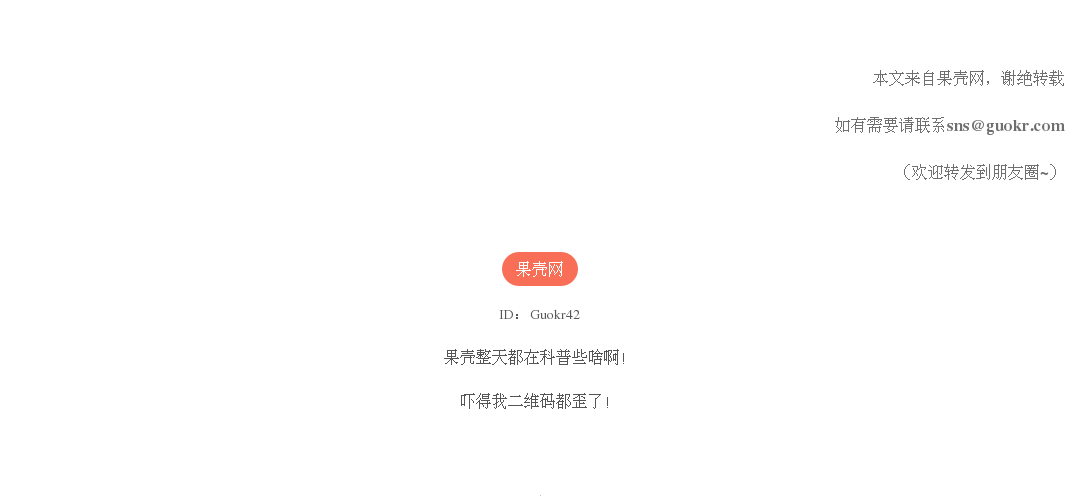 本文来自果壳网，谢绝转载
如有需要请联系sns@guokr.com
（欢迎转发到朋友圈~）
果壳网
ID：Guokr42
果壳整天都在科普些啥啊!
吓得我二维码都歪了!